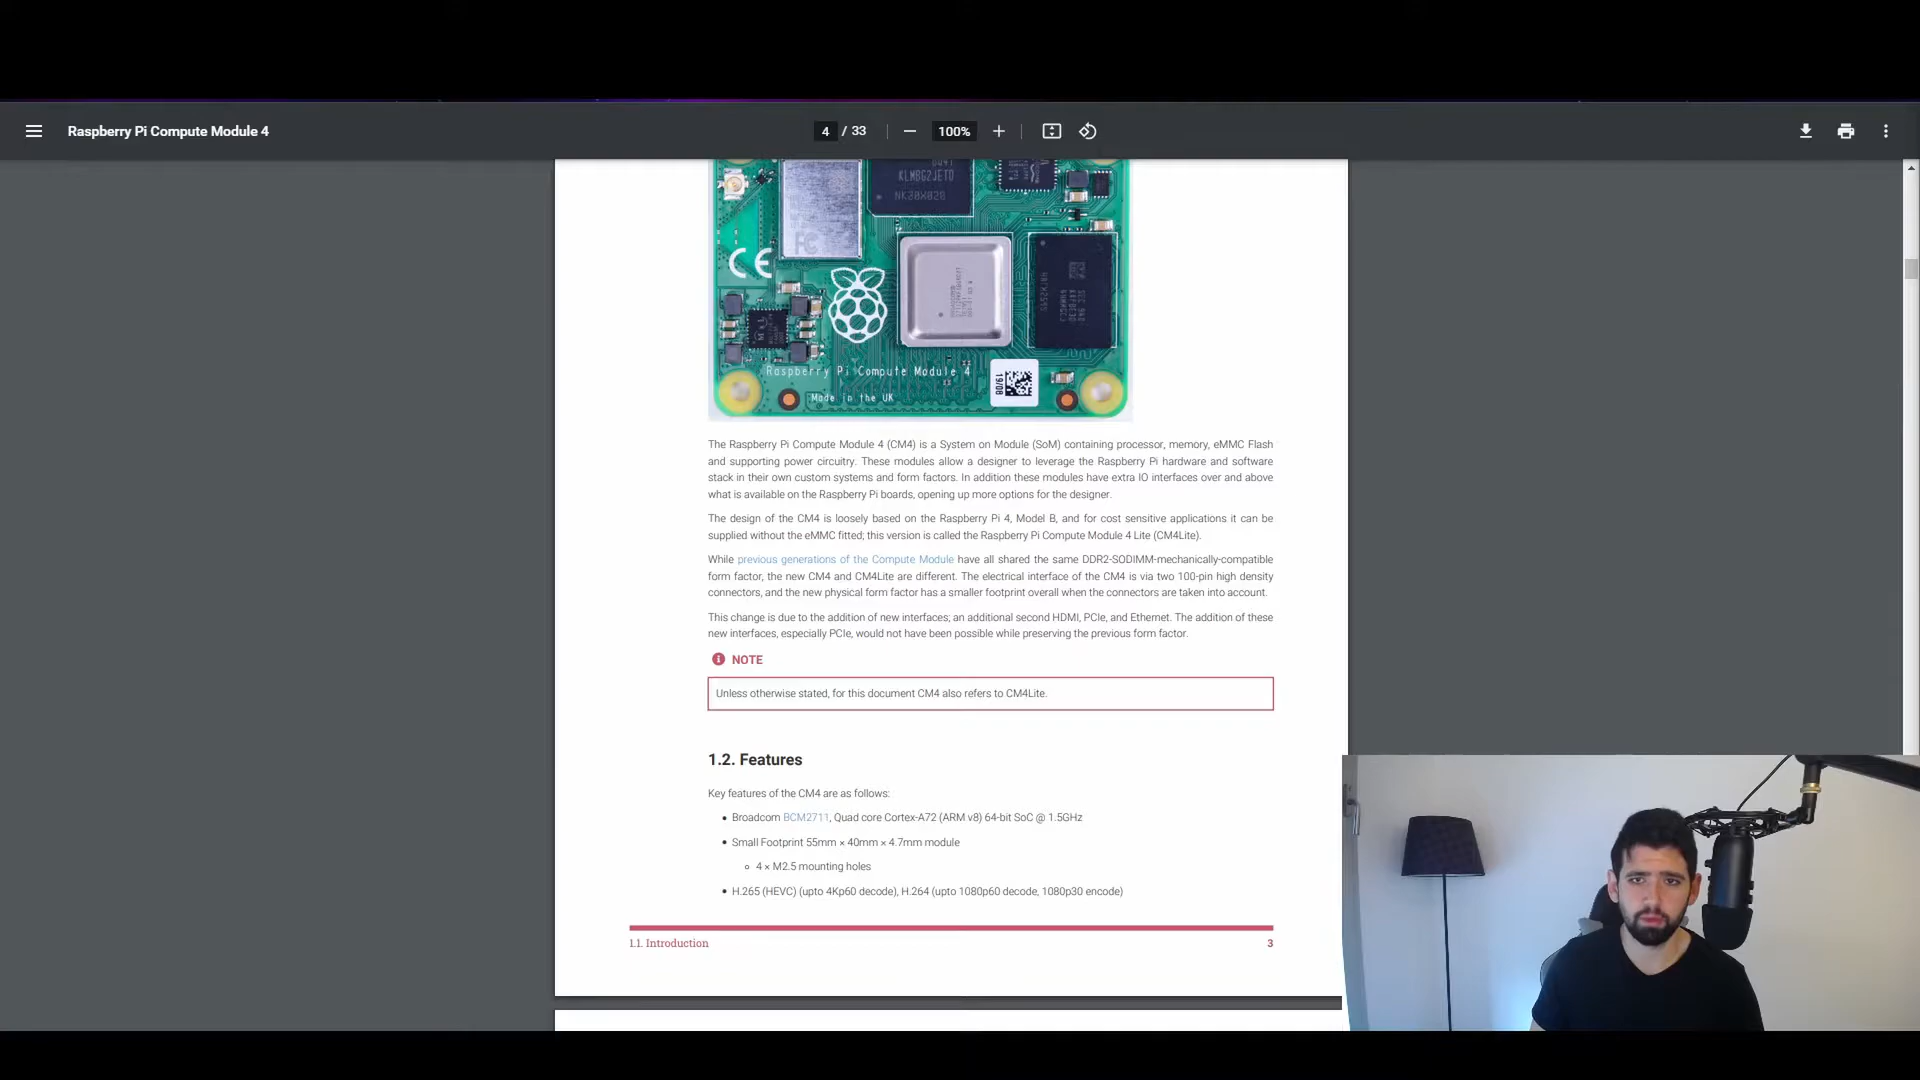 Raspberry Pi Compute Module 4
4 / 33
100%
KLM8G2JETD
FC
CE
Raspberry Pi Compute Module 4
19/08
Made in the UK
The Raspberry Pi Compute Module 4 (CM4) is a System on Module (SoM) containing processor, memory, eMMC Flash
and supporting power circuitry. These modules allow a designer to leverage the Raspberry Pi hardware and software
stack in their own custom systems and form factors. In addition these modules have extra IO interfaces over and above
what is available on the Raspberry Pi boards, opening up more options for the designer.
The design of the CM4 is loosely based on the Raspberry Pi 4, Model B, and for cost sensitive applications it can be
supplied without the eMMC fitted; this version is called the Raspberry Pi Compute Module 4 Lite (CM4Lite).
While previous generations of the Compute Module have all shared the same DDR2-SODIMM-mechanically-compatible
form factor, the new CM4 and CM4Lite are different. The electrical interface of the CM4 is via two 100-pin high density
connectors, and the new physical form factor has a smaller footprint overall when the connectors are taken into account.
This change is due to the addition of new interfaces; an additional second HDMI, PCIe, and Ethernet. The addition of these
new interfaces, especially PCIe, would not have been possible while preserving the previous form factor.
NOTE
Unless otherwise stated, for this document CM4 also refers to CM4Lite.
1.2. Features
Key features of the CM4 are as follows:
• Broadcom BCM2711, Quad core Cortex-A72 (ARM v8) 64-bit SoC @ 1.5GHz
• Small Footprint 55mm × 40mm × 4.7mm module
◦ 4 × M2.5 mounting holes
• H.265 (HEVC) (upto 4Kp60 decode), H.264 (upto 1080p60 decode, 1080p30 encode)
1.1. Introduction
3